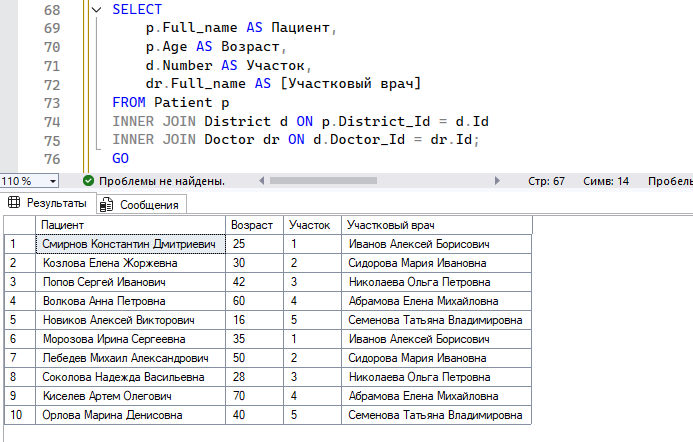 68 SELECT
69 p.Full_name AS Пациент,
70 p.Age AS Возраст,
71 d.Number AS Участок,
72 dr.Full_name AS [Участковый врач]
73 FROM Patient p
74 INNER JOIN District d ON p.District_Id = d.Id
75 INNER JOIN Doctor dr ON d.Doctor_Id = dr.Id;
76 GO
110 % Проблемы не найдены. Стр: 67 Симв: 14 Пробель
Результаты Сообщения
Пациент Возраст Участок Участковый врач
1 Смирнов Константин Дмитриевич 25 1 Иванов Алексей Борисович
2 Козлова Елена Жоржевна 30 2 Сидорова Мария Ивановна
3 Попов Сергей Иванович 42 3 Николаева Ольга Петровна
4 Волкова Анна Петровна 60 4 Абрамова Елена Михайловна
5 Новиков Алексей Викторович 16 5 Семенова Татьяна Владимировна
6 Морозова Ирина Сергеевна 35 1 Иванов Алексей Борисович
7 Лебедев Михаил Александрович 50 2 Сидорова Мария Ивановна
8 Соколова Надежда Васильевна 28 3 Николаева Ольга Петровна
9 Киселев Артем Олегович 70 4 Абрамова Елена Михайловна
10 Орлова Марина Денисовна 40 5 Семенова Татьяна Владимировна